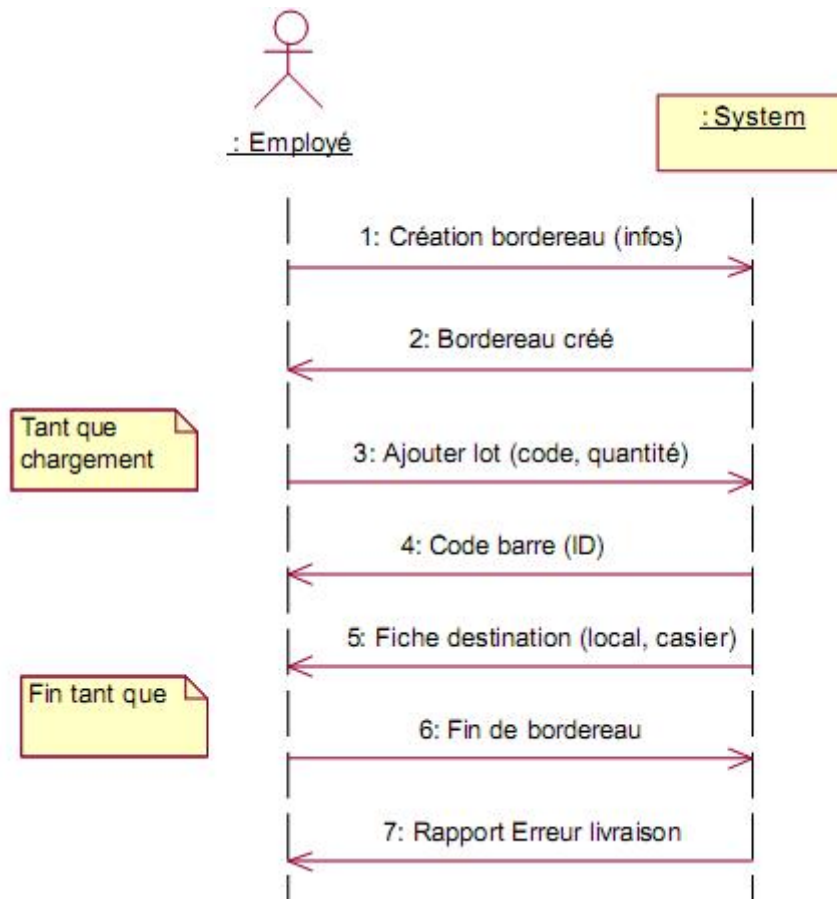 : Employé
: System
1: Création bordereau (infos)
2: Bordereau créé
Tant que
chargement
3: Ajouter lot (code, quantité)
4: Code barre (ID)
5: Fiche destination (local, casier)
Fin tant que
6: Fin de bordereau
7: Rapport Erreur livraison